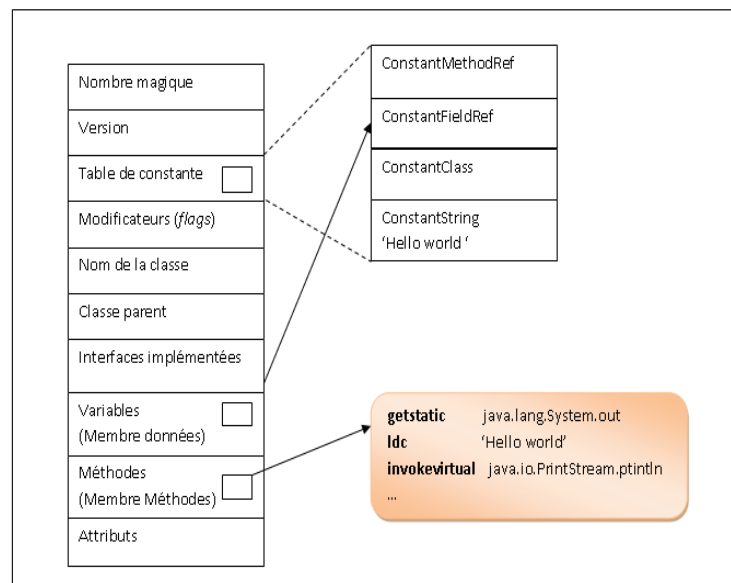 Nombre magique
Version
Table de constante
Modificateurs (flags)
Nom de la classe
Classe parent
Interfaces implémentées
Variables
(Membre données)
Méthodes
(Membre Méthodes)
Attributs
ConstantMethodRef
ConstantFieldRef
ConstantClass
ConstantString
‘Hello world ‘
getstatic java.lang.System.out
ldc ‘Hello world’
invokevirtual java.io.PrintStream.ptintln
...